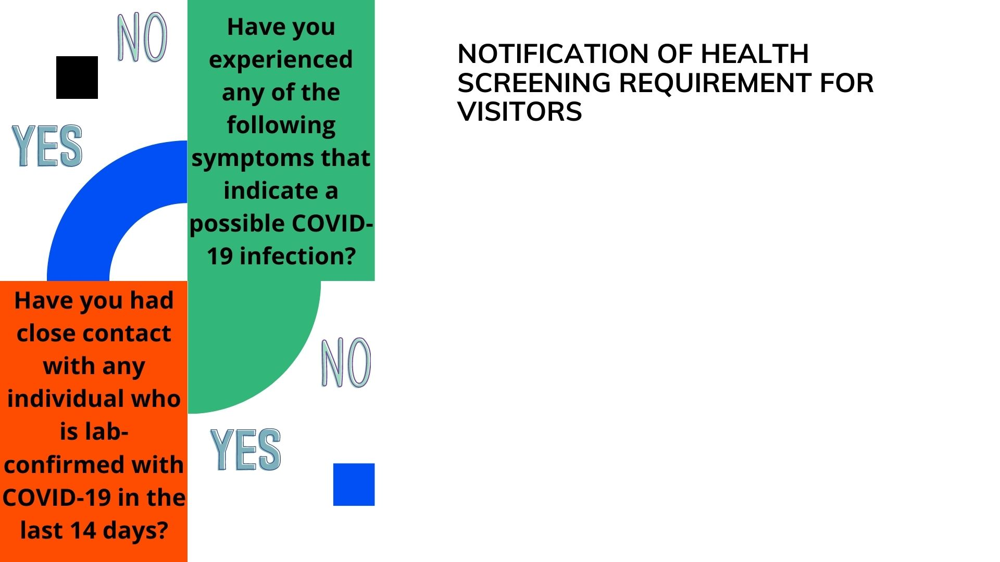 NO
YES
Have you
experienced
any of the
following
symptoms that
indicate a
possible COVID-
19 infection?
NOTIFICATION OF HEALTH
SCREENING REQUIREMENT FOR
VISITORS
Have you had
close contact
with any
individual who
is lab-
confirmed with
COVID-19 in the
last 14 days?
NO
YES